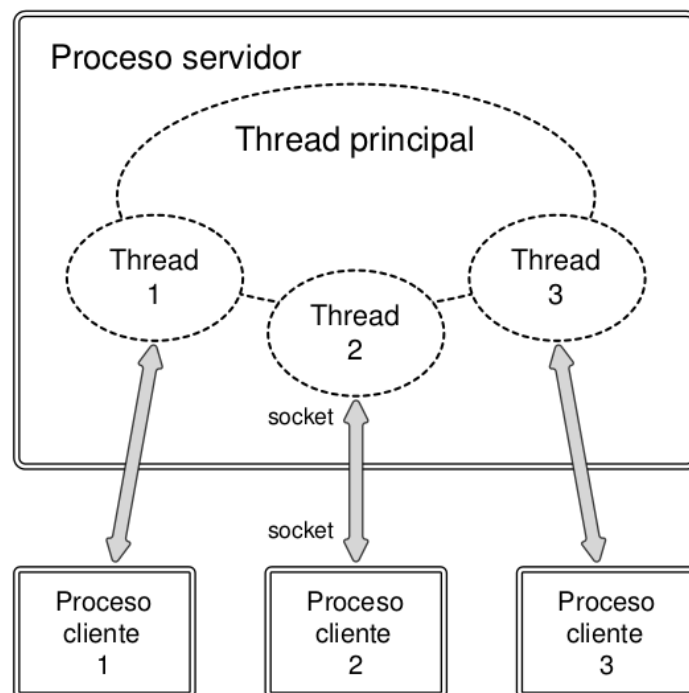 Proceso servidor
Thread principal
Thread
1
Thread
2
Thread
3
socket
socket
Proceso
cliente
1
Proceso
cliente
2
Proceso
cliente
3